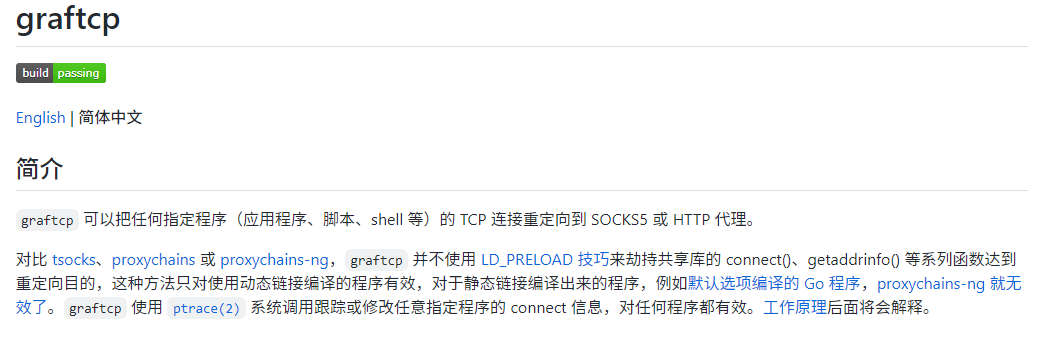 graftcp
build passing
English | 简体中文
简介
graftcp 可以把任何指定程序（应用程序、脚本、shell 等）的 TCP 连接重定向到 SOCKS5 或 HTTP 代理。
对比 tsocks、proxychains 或 proxychains-ng，graftcp 并不使用 LD_PRELOAD 技巧来劫持共享库的 connect()、getaddrinfo() 等系列函数达到
重定向目的，这种方法只对使用动态链接编译的程序有效，对于静态链接编译出来的程序，例如默认选项编译的 Go 程序，proxychains-ng 就无
效了。graftcp 使用 ptrace(2) 系统调用跟踪或修改任意指定程序的 connect 信息，对任何程序都有效。工作原理后面将会解释。